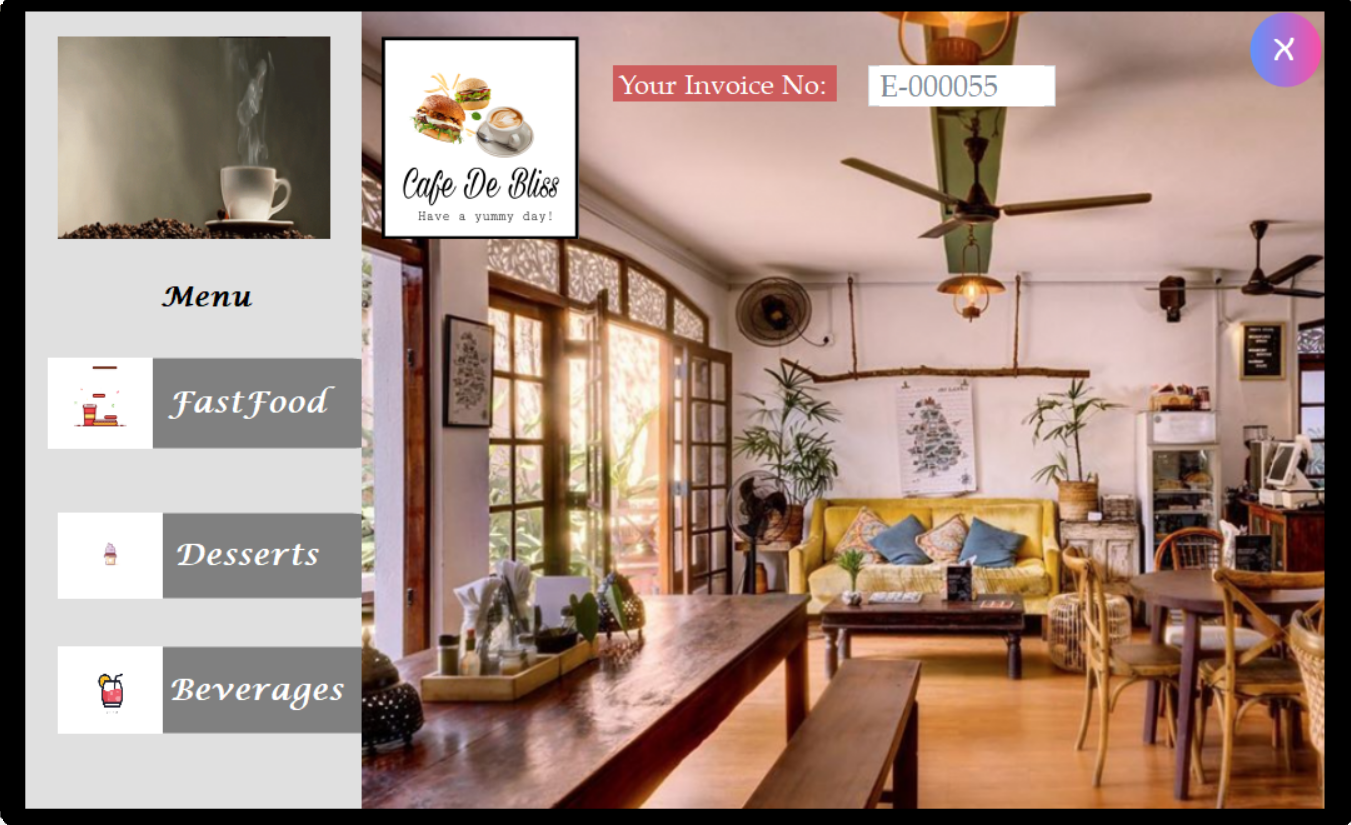 Menu
FastFood
Desserts
Beverages
Cafe De Bliss
Have a yummy day!
Your Invoice No:
E-000055
X